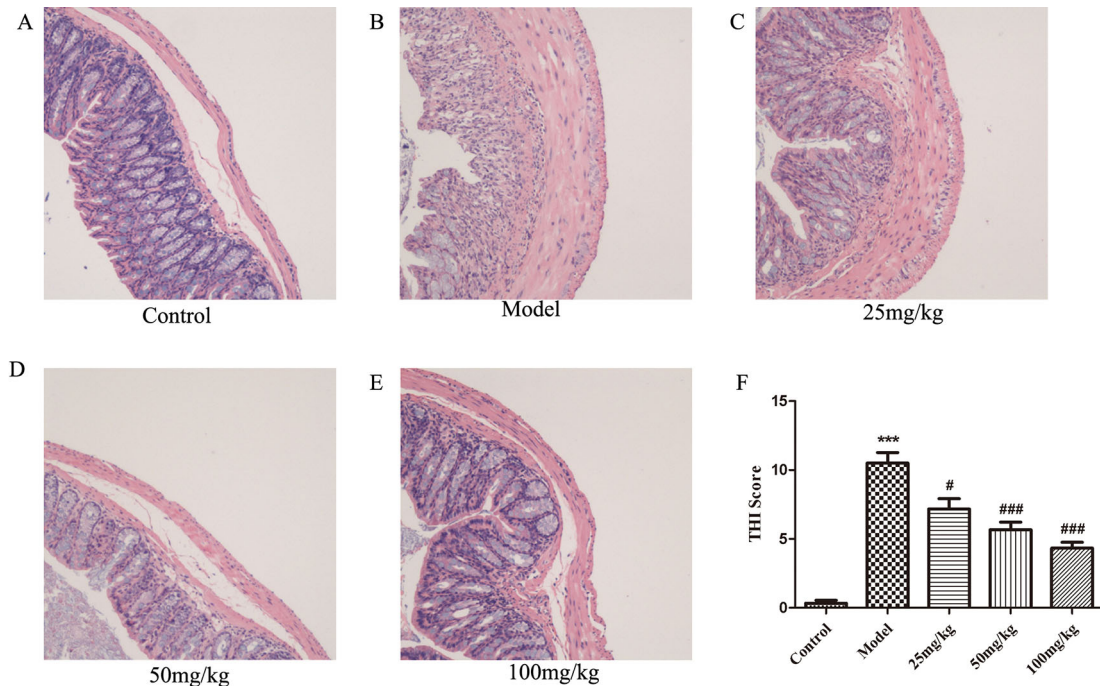 A
B
C
Control
Model
25mg/kg
D
E
F
50mg/kg
100mg/kg
THI Score
15
10
5
0
***
#
###
###
Control
Model
25mg/kg
50mg/kg
100mg/kg